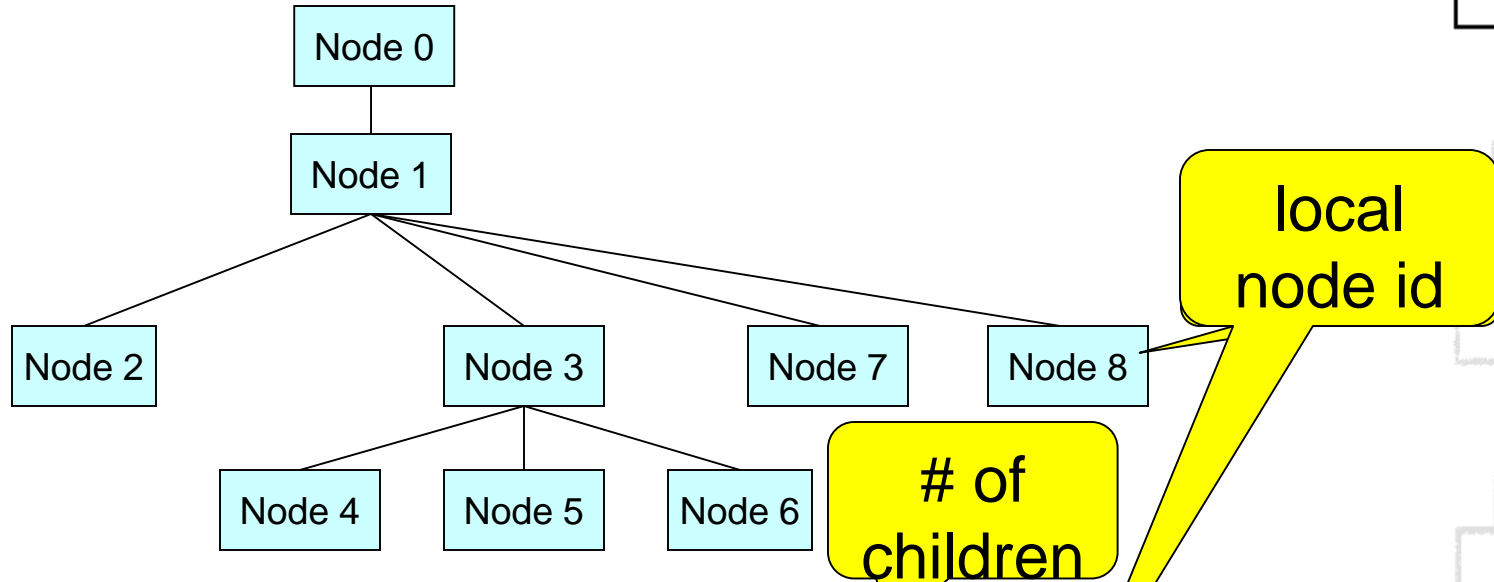 Node 0
Node 1
local
node id
Node 2
Node 3
Node 7
Node 8
# of
children
Node 4
Node 5
Node 6